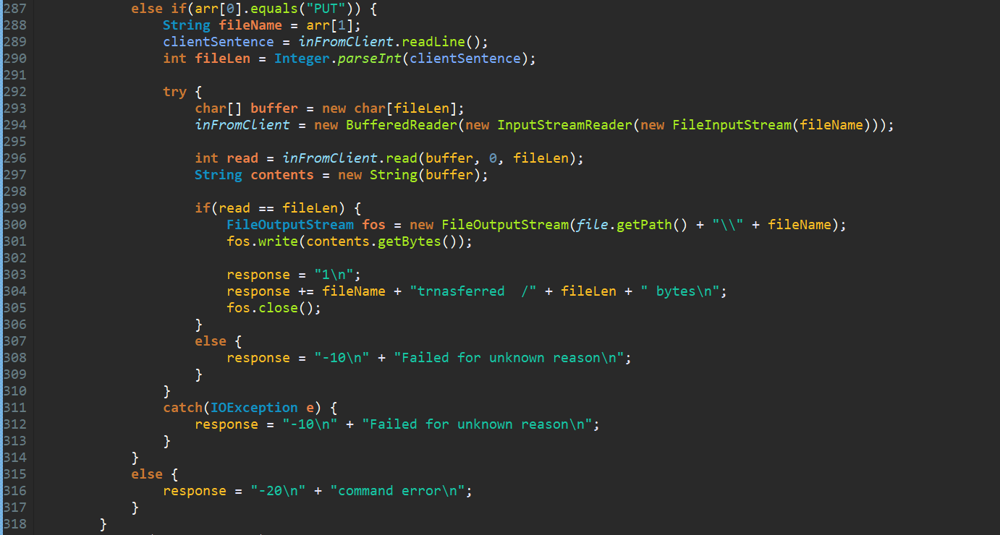 287 else if(arr[0].equals("PUT")) {
288 String fileName = arr[1];
289 clientSentence = inFromClient.readLine();
290 int fileLen = Integer.parseInt(clientSentence);
291
292 try {
293 char[] buffer = new char[fileLen];
294 inFromClient = new BufferedReader(new InputStreamReader(new FileInputStream(fileName)));
295
296 int read = inFromClient.read(buffer, 0, fileLen);
297 String contents = new String(buffer);
298
299 if(read == fileLen) {
300 FileOutputStream fos = new FileOutputStream(file.getPath() + "\\" + fileName);
301 fos.write(contents.getBytes());
302
303 response = "1\n";
304 response += fileName + "trnasferred  /" + fileLen + " bytes\n";
305 fos.close();
306 }
307 else {
308 response = "-10\n" + "Failed for unknown reason\n";
309 }
310 }
311 catch(IOException e) {
312 response = "-10\n" + "Failed for unknown reason\n";
313 }
314 }
315 else {
316 response = "-20\n" + "command error\n";
317 }
318 }